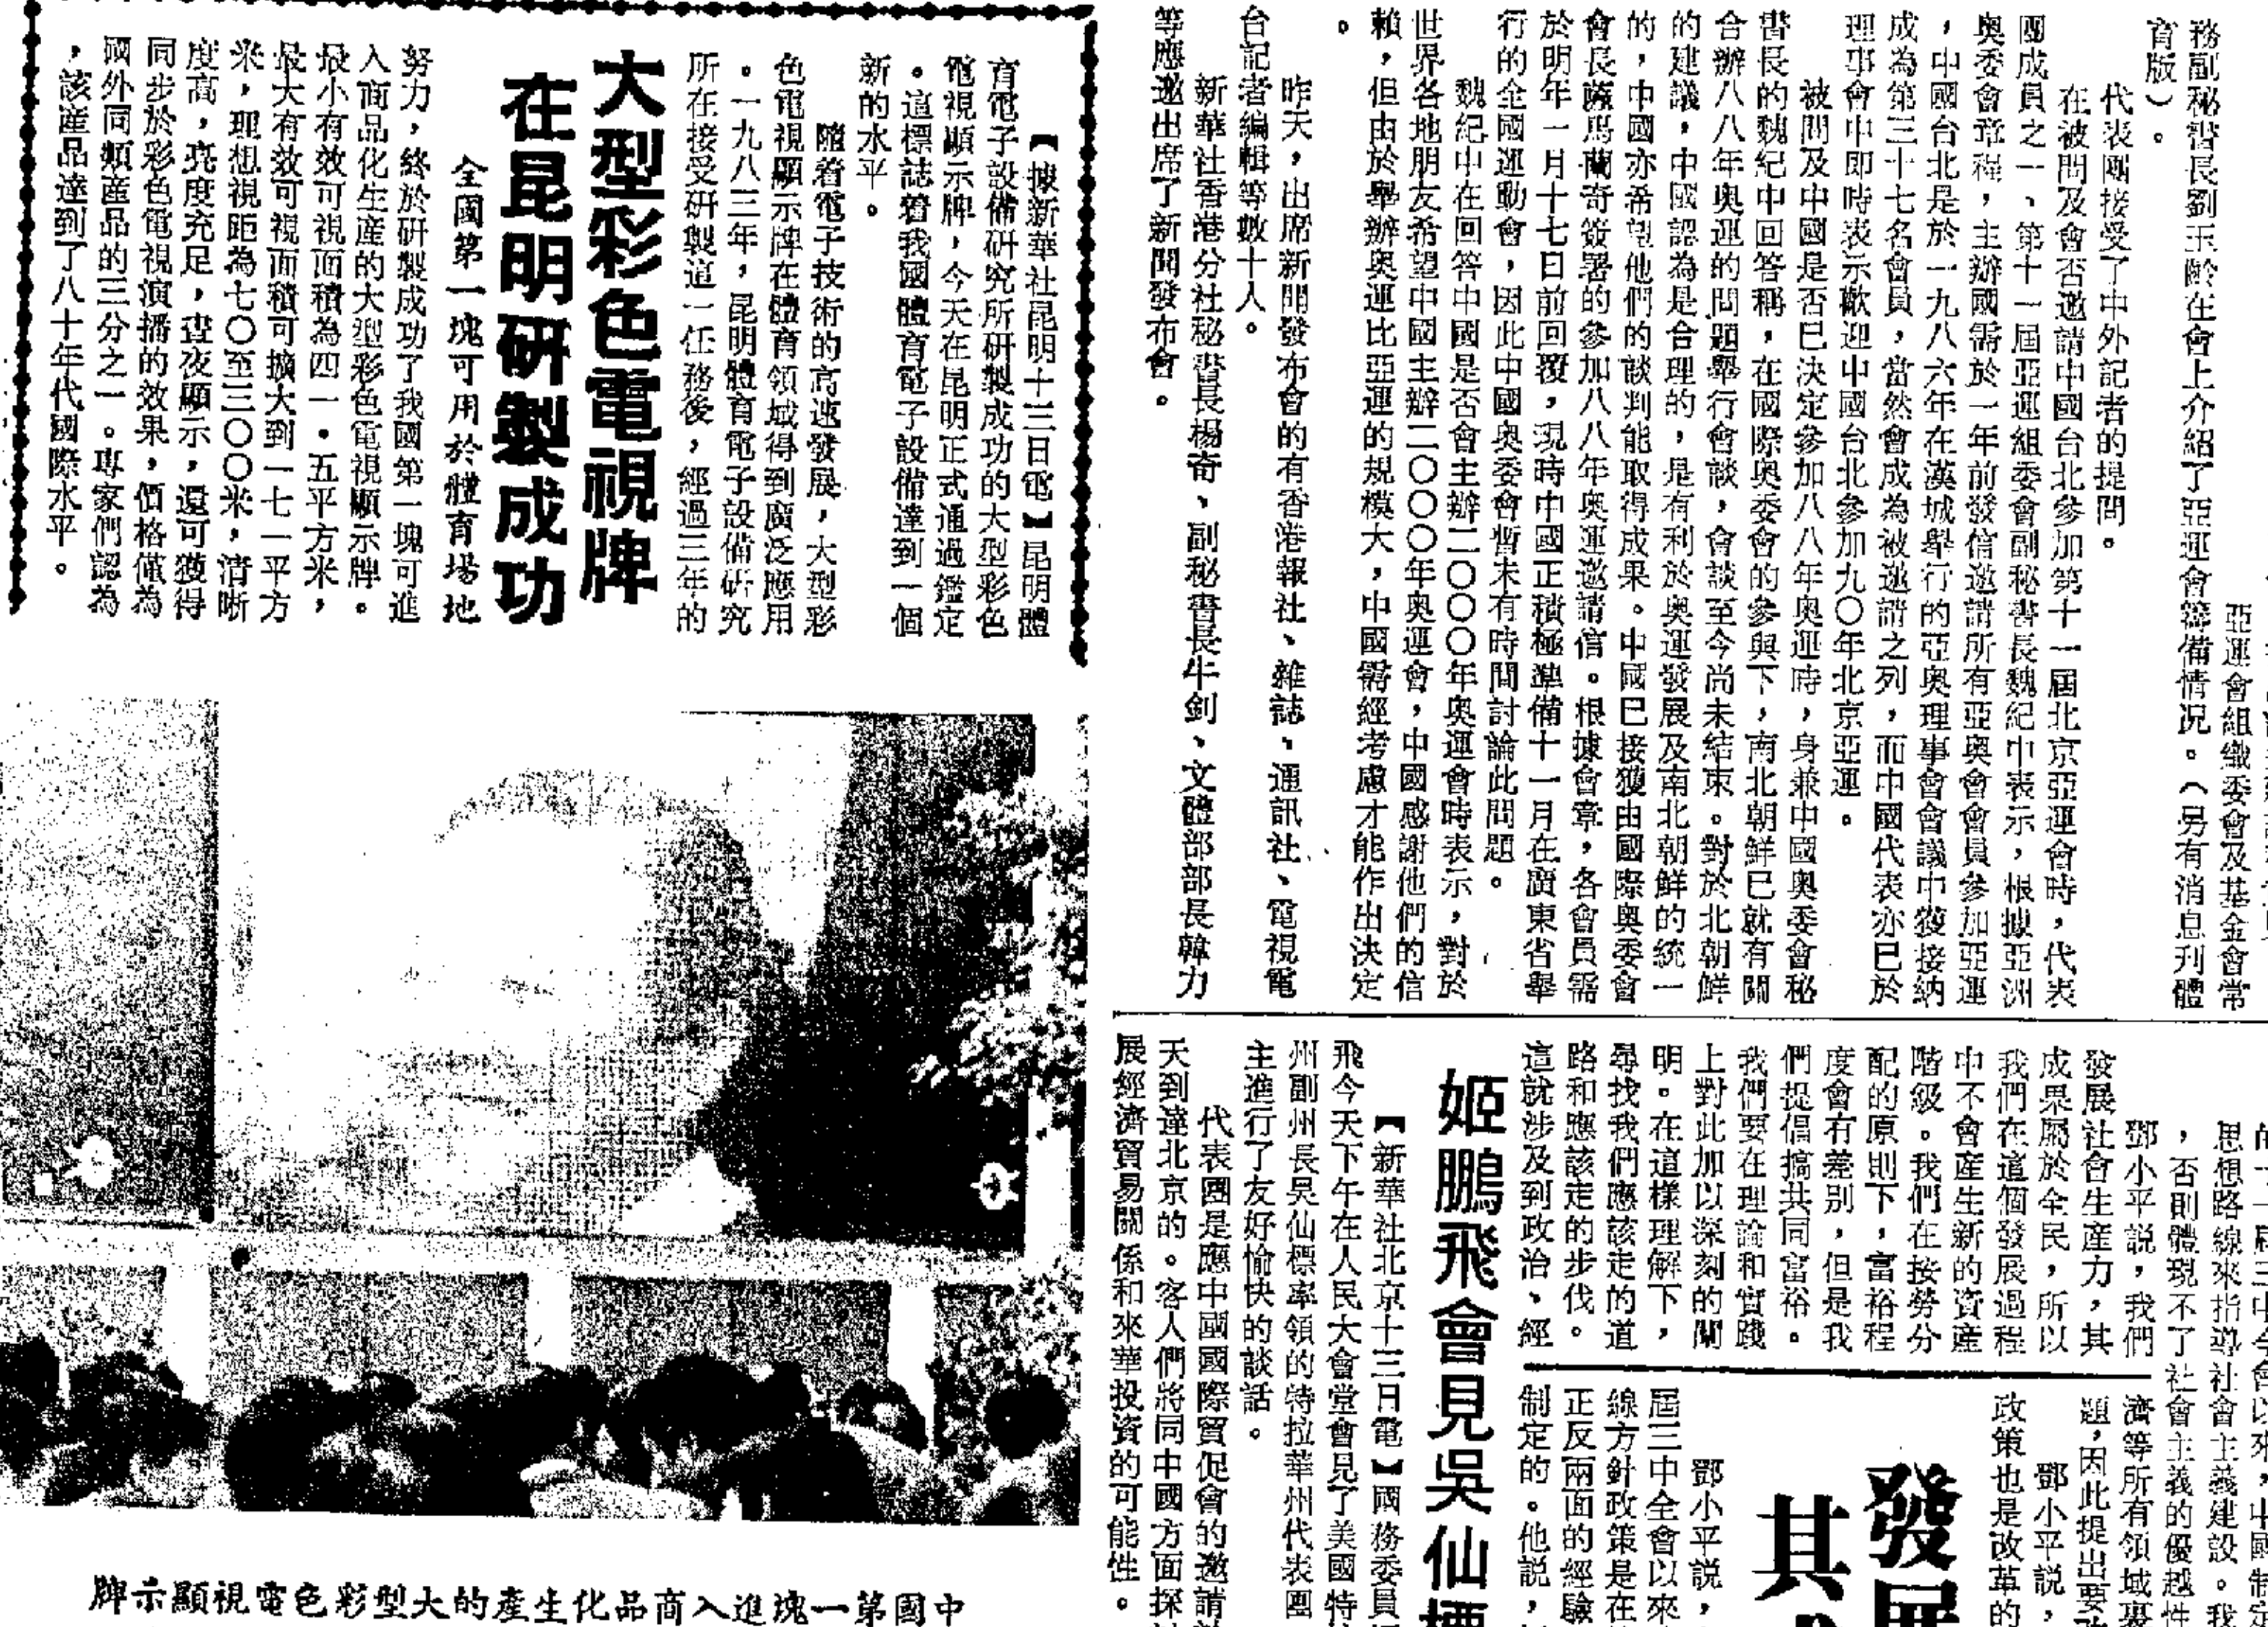 亞運會組織委員會及基金會常
務副秘書長劉玉齡在會上介紹了亞運會籌備情況。(另有消息刊體
育版)。
代表團接受了中外記者的提問。
在被問及會否邀請中國台北參加第十一屆北京亞運會時,代表
團成員之一、第十一屆亞運組委會副秘書長魏紀中表示,根據亞洲
奧委會章程,主辦國需於一年前發信邀請所有亞奧會會員參加亞運
,中國台北是於一九八六年在漢城舉行的亞奧理事會會議中獲接納
成為第三十七名會員,當然會成為被邀請之列,而中國代表亦已於
理事會中即時表示歡迎中國台北參加九〇年北京亞運。
被問及中國是否已決定參加八八年奧運時,身兼中國奧委會秘
書長的魏紀中回答稱,在國際奧委會的參與下,南北朝鮮已就有關
合辦八八年奧運的問題舉行會談,會談至今尚未結束。對於北朝鮮
的建議,中國認為是合理的,是有利於奧運發展及南北朝鮮的統一
的,中國亦希望他們的談判能取得成果。中國已接獲由國際奧委會
會長薩馬蘭奇簽署的參加八八年奧運邀請信。根據會章,各會員需
於明年一月十七日前回覆,現時中國正積極準備十一月在廣東省舉
行的全國運動會,因此中國奧委會暫未有時間討論此問題。
魏紀中在回答中國是否會主辦二〇〇〇年奧運會時表示,對於
世界各地朋友希望中國主辦二〇〇〇年奧運會,中國感謝他們的信
賴,但由於舉辦奧運比亞運的規模大,中國需經考慮才能作出決定
。
昨天,出席新聞發布會的有香港報社、雜誌、通訊社、電視電
台記者編輯等數十人。
新華社香港分社秘書長楊奇、副秘書長牛釗、文體部部長韓力
等應邀出席了新聞發布會。
大型彩色電視牌
在昆明研製成功
全國第一塊可用於體育場地
【據新華社昆明十三日電】昆明體
育電子設備研究所研製成功的大型彩色
電視顯示牌,今天在昆明正式通過鑑定
。這標誌着我國體育電子設備達到一個
新的水平。
隨着電子技術的高速發展,大型彩
色電視顯示牌在體育領域得到廣泛應用
。一九八三年,昆明體育電子設備研究
所在接受研製這一任務後,經過三年的
努力,終於研製成功了我國第一塊可進
入商品化生產的大型彩色電視顯示牌。
最小有效可視面積為四一·五平方米,
最大有效可視面積可擴大到一七一平方
米,理想視距為七〇至三〇〇米,清晰
度高,亮度充足,晝夜顯示,還可獲得
同步於彩色電視演播的效果,價格僅為
國外同類產品的三分之一。專家們認為
,該產品達到了八十年代國際水平。
中國第一塊進入商品化生產的大型彩色電視顯示牌
思想路線來指導社會主義建設。我
,否則體現不了社會主義的優越性
鄧小平說,我們
發展社會生產力,其
成果屬於全民,所以
我們在這個發展過程
中不會產生新的資產
階級。我們在按勞分
配的原則下,富裕程
度會有差別,但是我
們提倡搞共同富裕。
我們要在理論和實踐
上對此加以深刻的闡
明。在這樣理解下,
尋找我們應該走的道
路和應該走的步伐。
這就涉及到政治、經
濟等所有領域裏
題,因此提出要
鄧小平說,
政策也是改革的
發展
其
鄧小平說,
屆三中全會以來
線方針政策是在
正反兩面的經驗
制定的。他說,
姬鵬飛會見吳仙標
【新華社北京十三日電】國務委員
飛今天下午在人民大會堂會見了美國特
州副州長吳仙標率領的特拉華州代表團
主進行了友好愉快的談話。
代表團是應中國國際貿促會的邀請
天到達北京的。客人們將同中國方面探
展經濟貿易關係和來華投資的可能性。